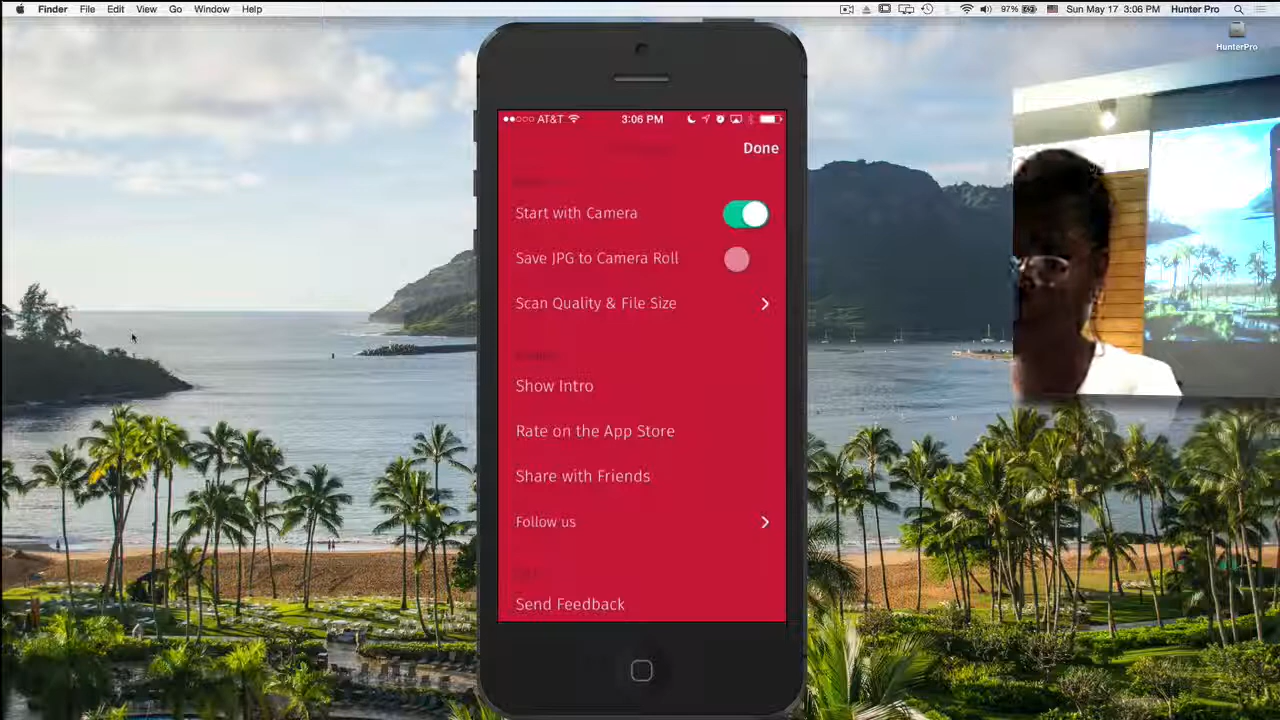 Finder File Edit View Go Window Help 97% Sun May 17 3:06 PM Hunter Pro
HunterPro
AT&T 3:06 PM
Done
Start with Camera
Save JPG to Camera Roll
Scan Quality & File Size
Show Intro
Rate on the App Store
Share with Friends
Follow us
Send Feedback